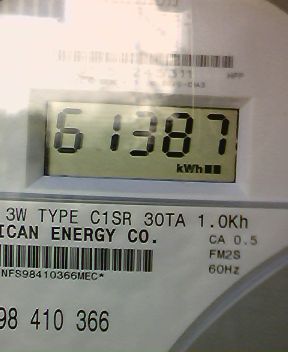 61387
kWh
3W TYPE C1SR 30TA 1.0Kh
ICAN ENERGY CO.
CA 0.5
FM2S
NFS98410366MEC*
60Hz
98 410 366